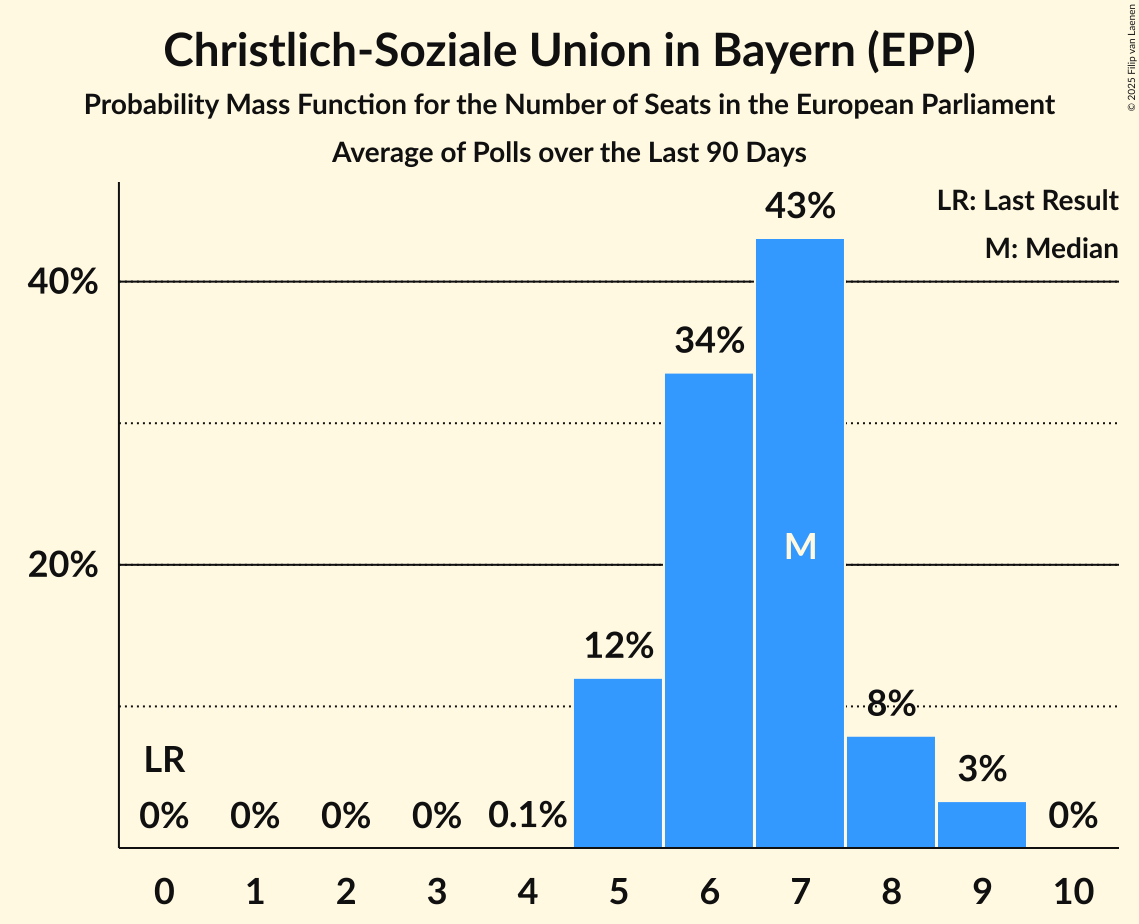 Christlich-Soziale Union in Bayern (EPP)
Probability Mass Function for the Number of Seats in the European Parliament
Average of Polls over the Last 90 Days
© 2025 Filip van Laenen
LR: Last Result
M: Median
43%
40%
34%
M
20%
12%
8%
LR
3%
0% 0% 0% 0% 0.1% 0%
0 1 2 3 4 5 6 7 8 9 10